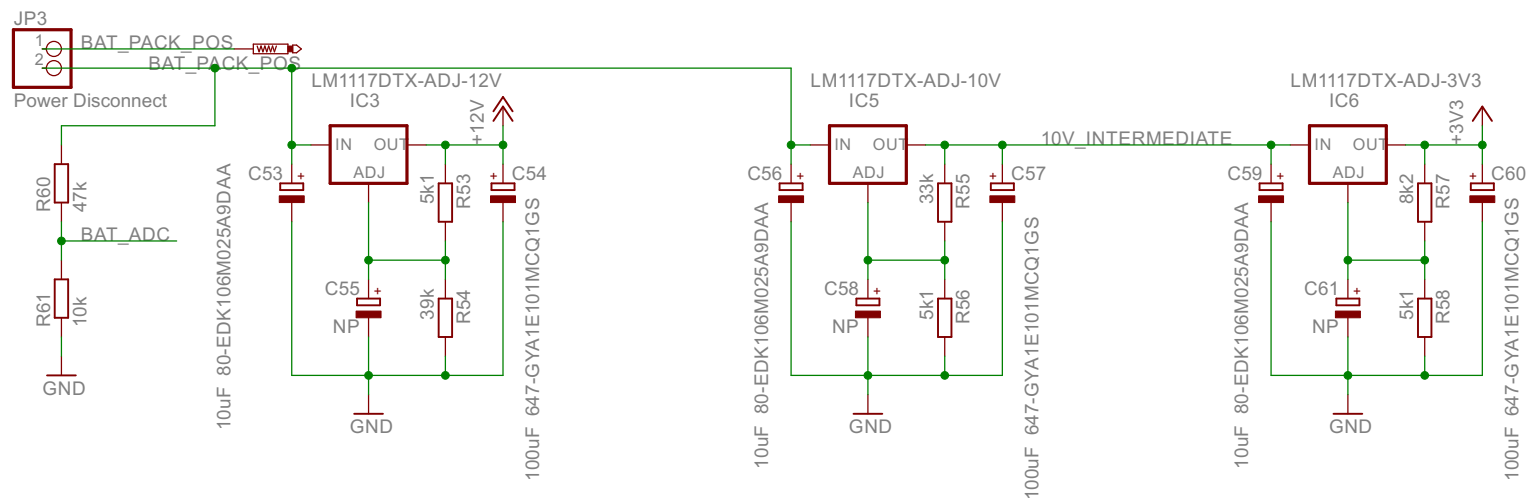 JP3
1
BAT_PACK_POS
2
BAT_PACK_POS
Power Disconnect
LM1117DTX-ADJ-12V
IC3
+12V
IN
OUT
ADJ
C53
10uF 80-EDK106M025A9DAA
5k1
R53
C54
100uF 647-GYA1E101MCQ1GS
C55
NP
39k
R54
GND
R60
47k
BAT_ADC
R61
10k
GND
LM1117DTX-ADJ-10V
IC5
IN
OUT
ADJ
10V_INTERMEDIATE
C56
10uF 80-EDK106M025A9DAA
33k
R55
C57
100uF 647-GYA1E101MCQ1GS
C58
NP
5k1
R56
GND
LM1117DTX-ADJ-3V3
IC6
+3V3
IN
OUT
ADJ
C59
10uF 80-EDK106M025A9DAA
8k2
R57
C60
100uF 647-GYA1E101MCQ1GS
C61
NP
5k1
R58
GND